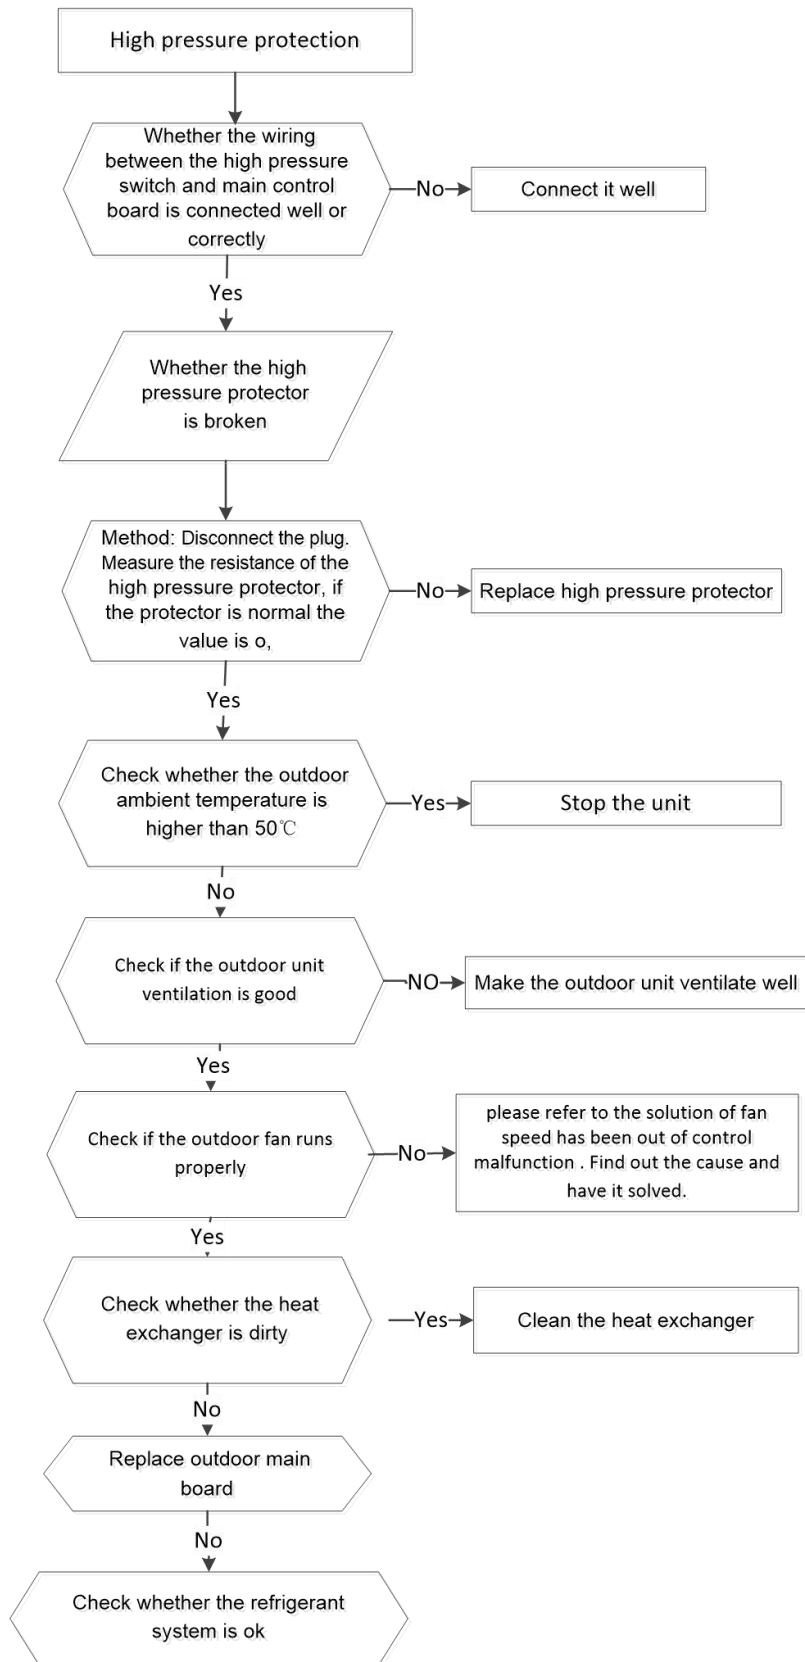 High pressure protection
Whether the wiring
between the high pressure
switch and main control
board is connected well or
correctly
No
Connect it well
Yes
Whether the high
pressure protector
is broken
Method: Disconnect the plug.
Measure the resistance of the
high pressure protector, if
the protector is normal the
value is o,
No
Replace high pressure protector
Yes
Check whether the outdoor
ambient temperature is
higher than 50℃
Yes
Stop the unit
No
Check if the outdoor unit
ventilation is good
NO
Make the outdoor unit ventilate well
Yes
Check if the outdoor fan runs
properly
No
please refer to the solution of fan
speed has been out of control
malfunction . Find out the cause and
have it solved.
Yes
Check whether the heat
exchanger is dirty
Yes
Clean the heat exchanger
No
Replace outdoor main
board
No
Check whether the refrigerant
system is ok